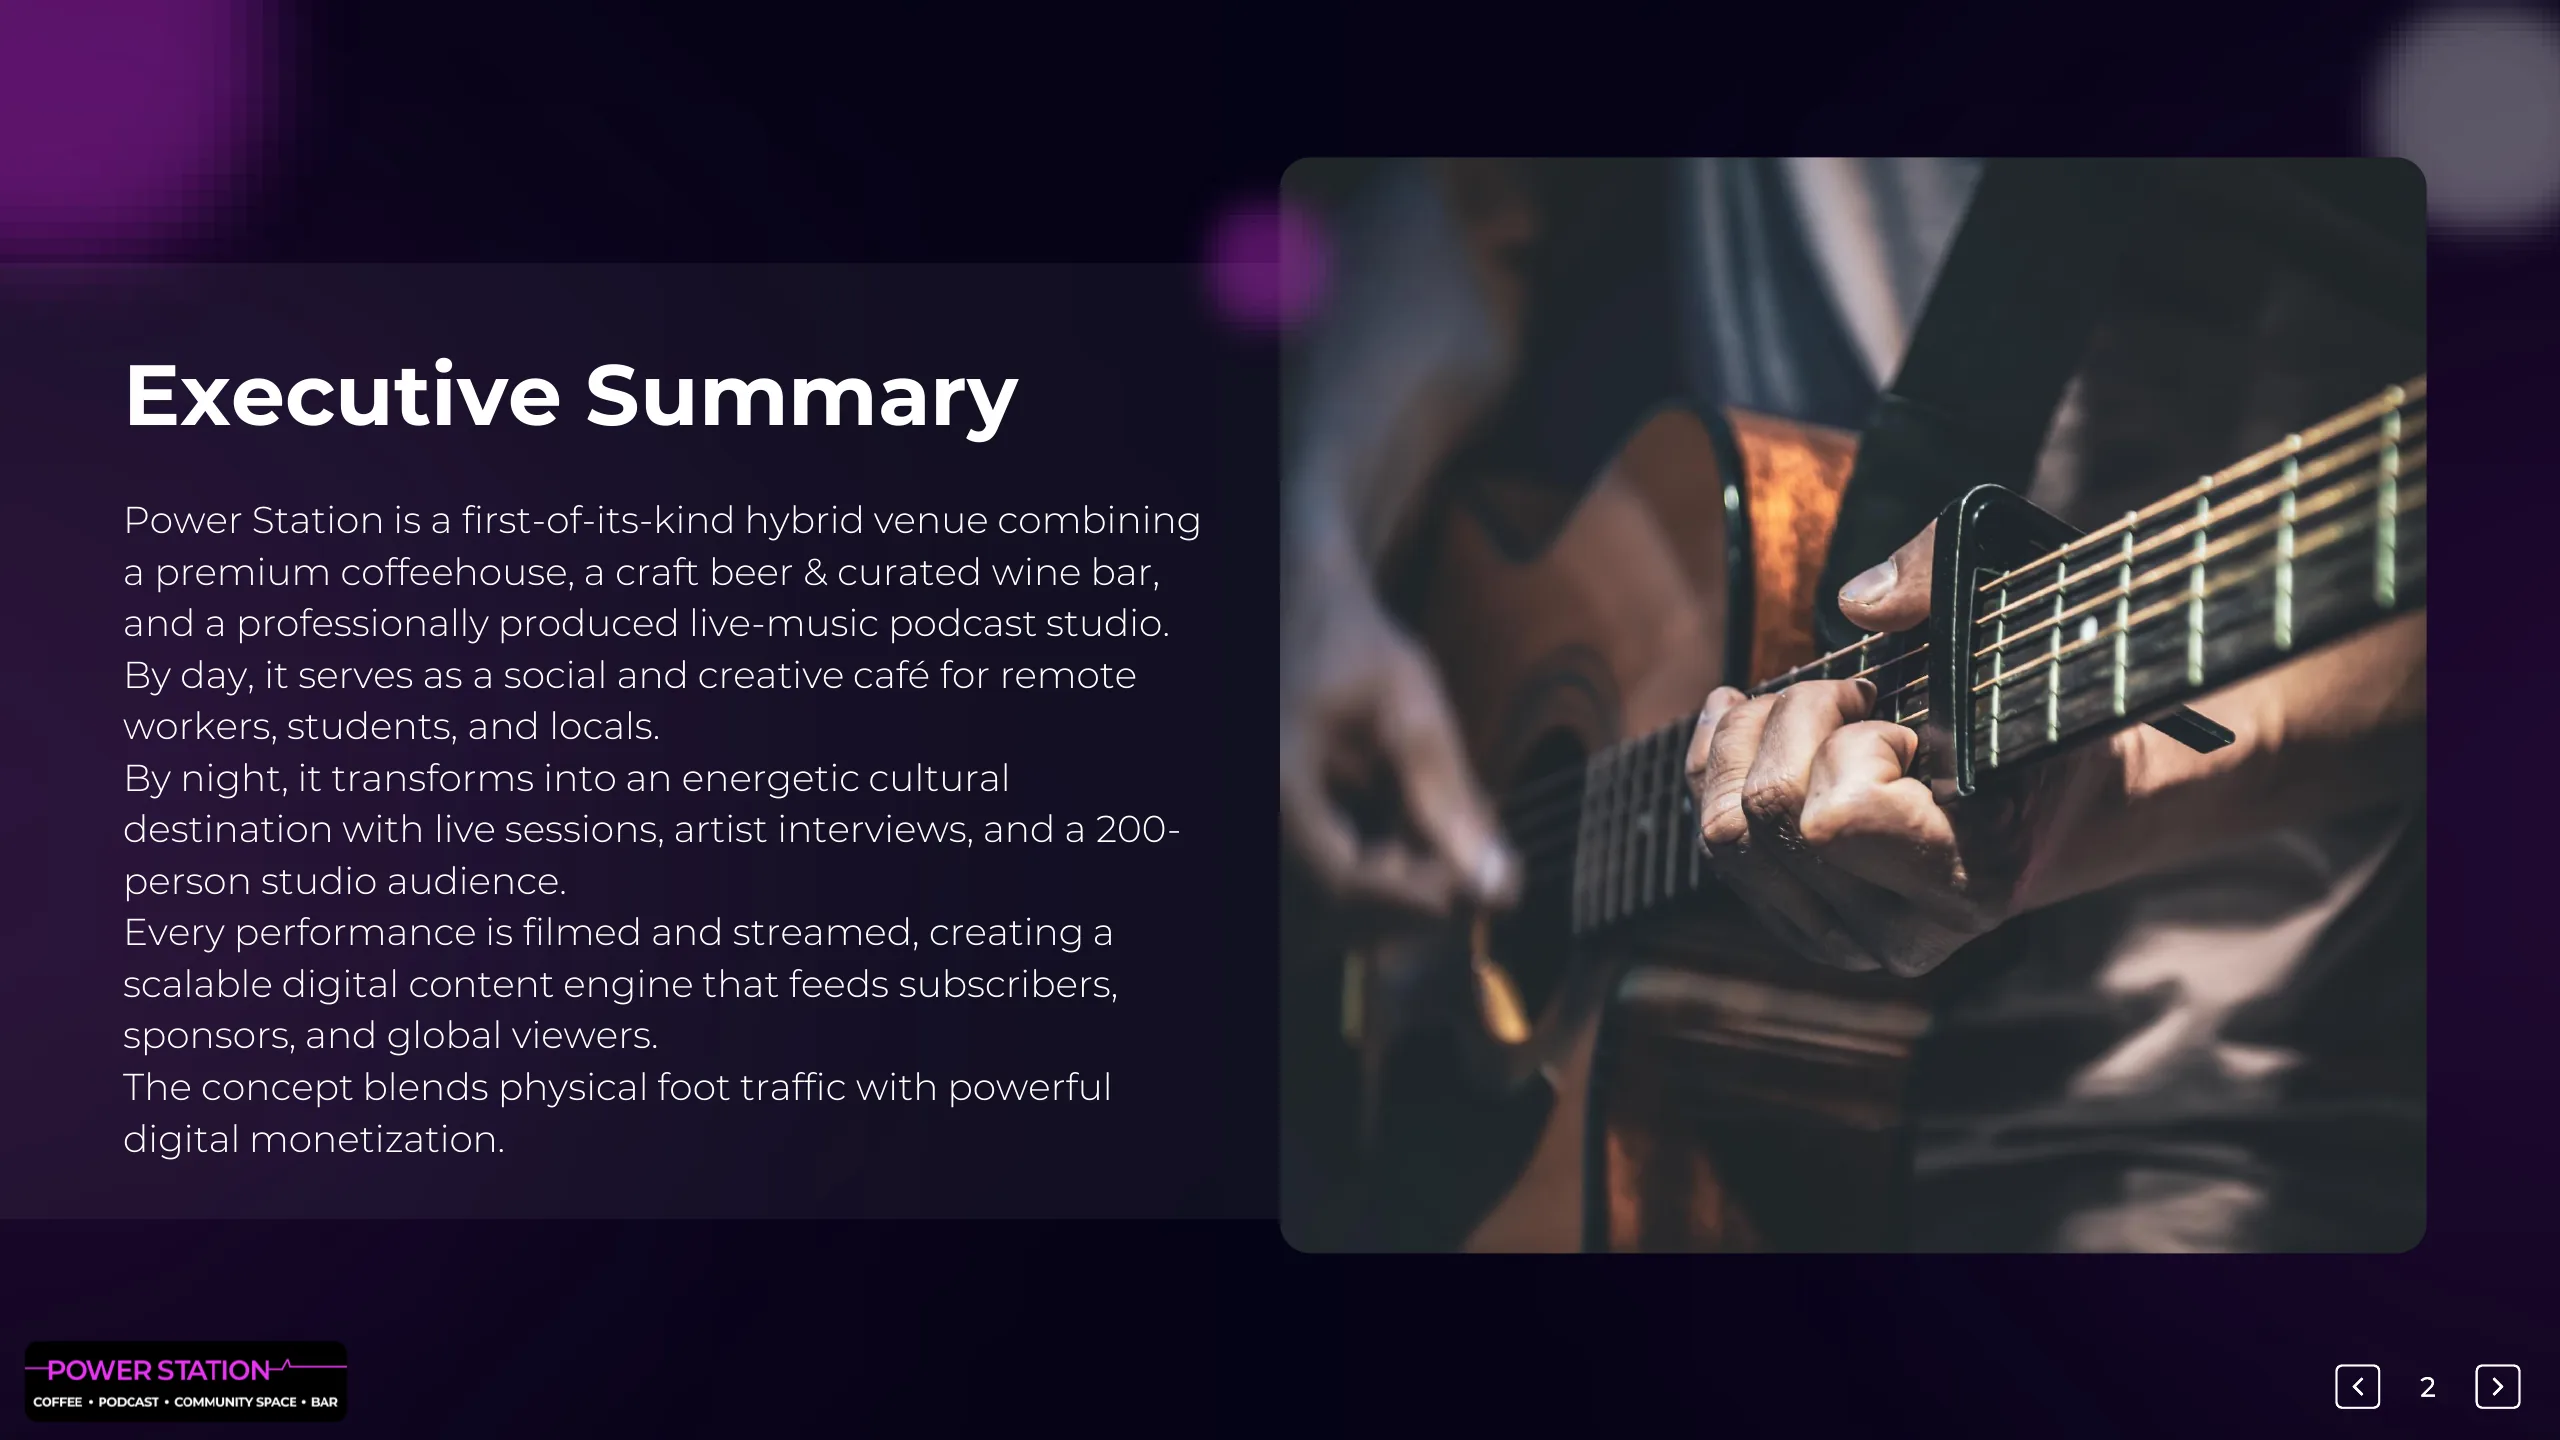 Executive Summary
Power Station is a first-of-its-kind hybrid venue combining
a premium coffeehouse, a craft beer & curated wine bar,
and a professionally produced live-music podcast studio.
By day, it serves as a social and creative café for remote
workers, students, and locals.
By night, it transforms into an energetic cultural
destination with live sessions, artist interviews, and a 200-
person studio audience.
Every performance is filmed and streamed, creating a
scalable digital content engine that feeds subscribers,
sponsors, and global viewers.
The concept blends physical foot traffic with powerful
digital monetization.
POWER STATION
COFFEE • PODCAST • COMMUNITY SPACE • BAR
2